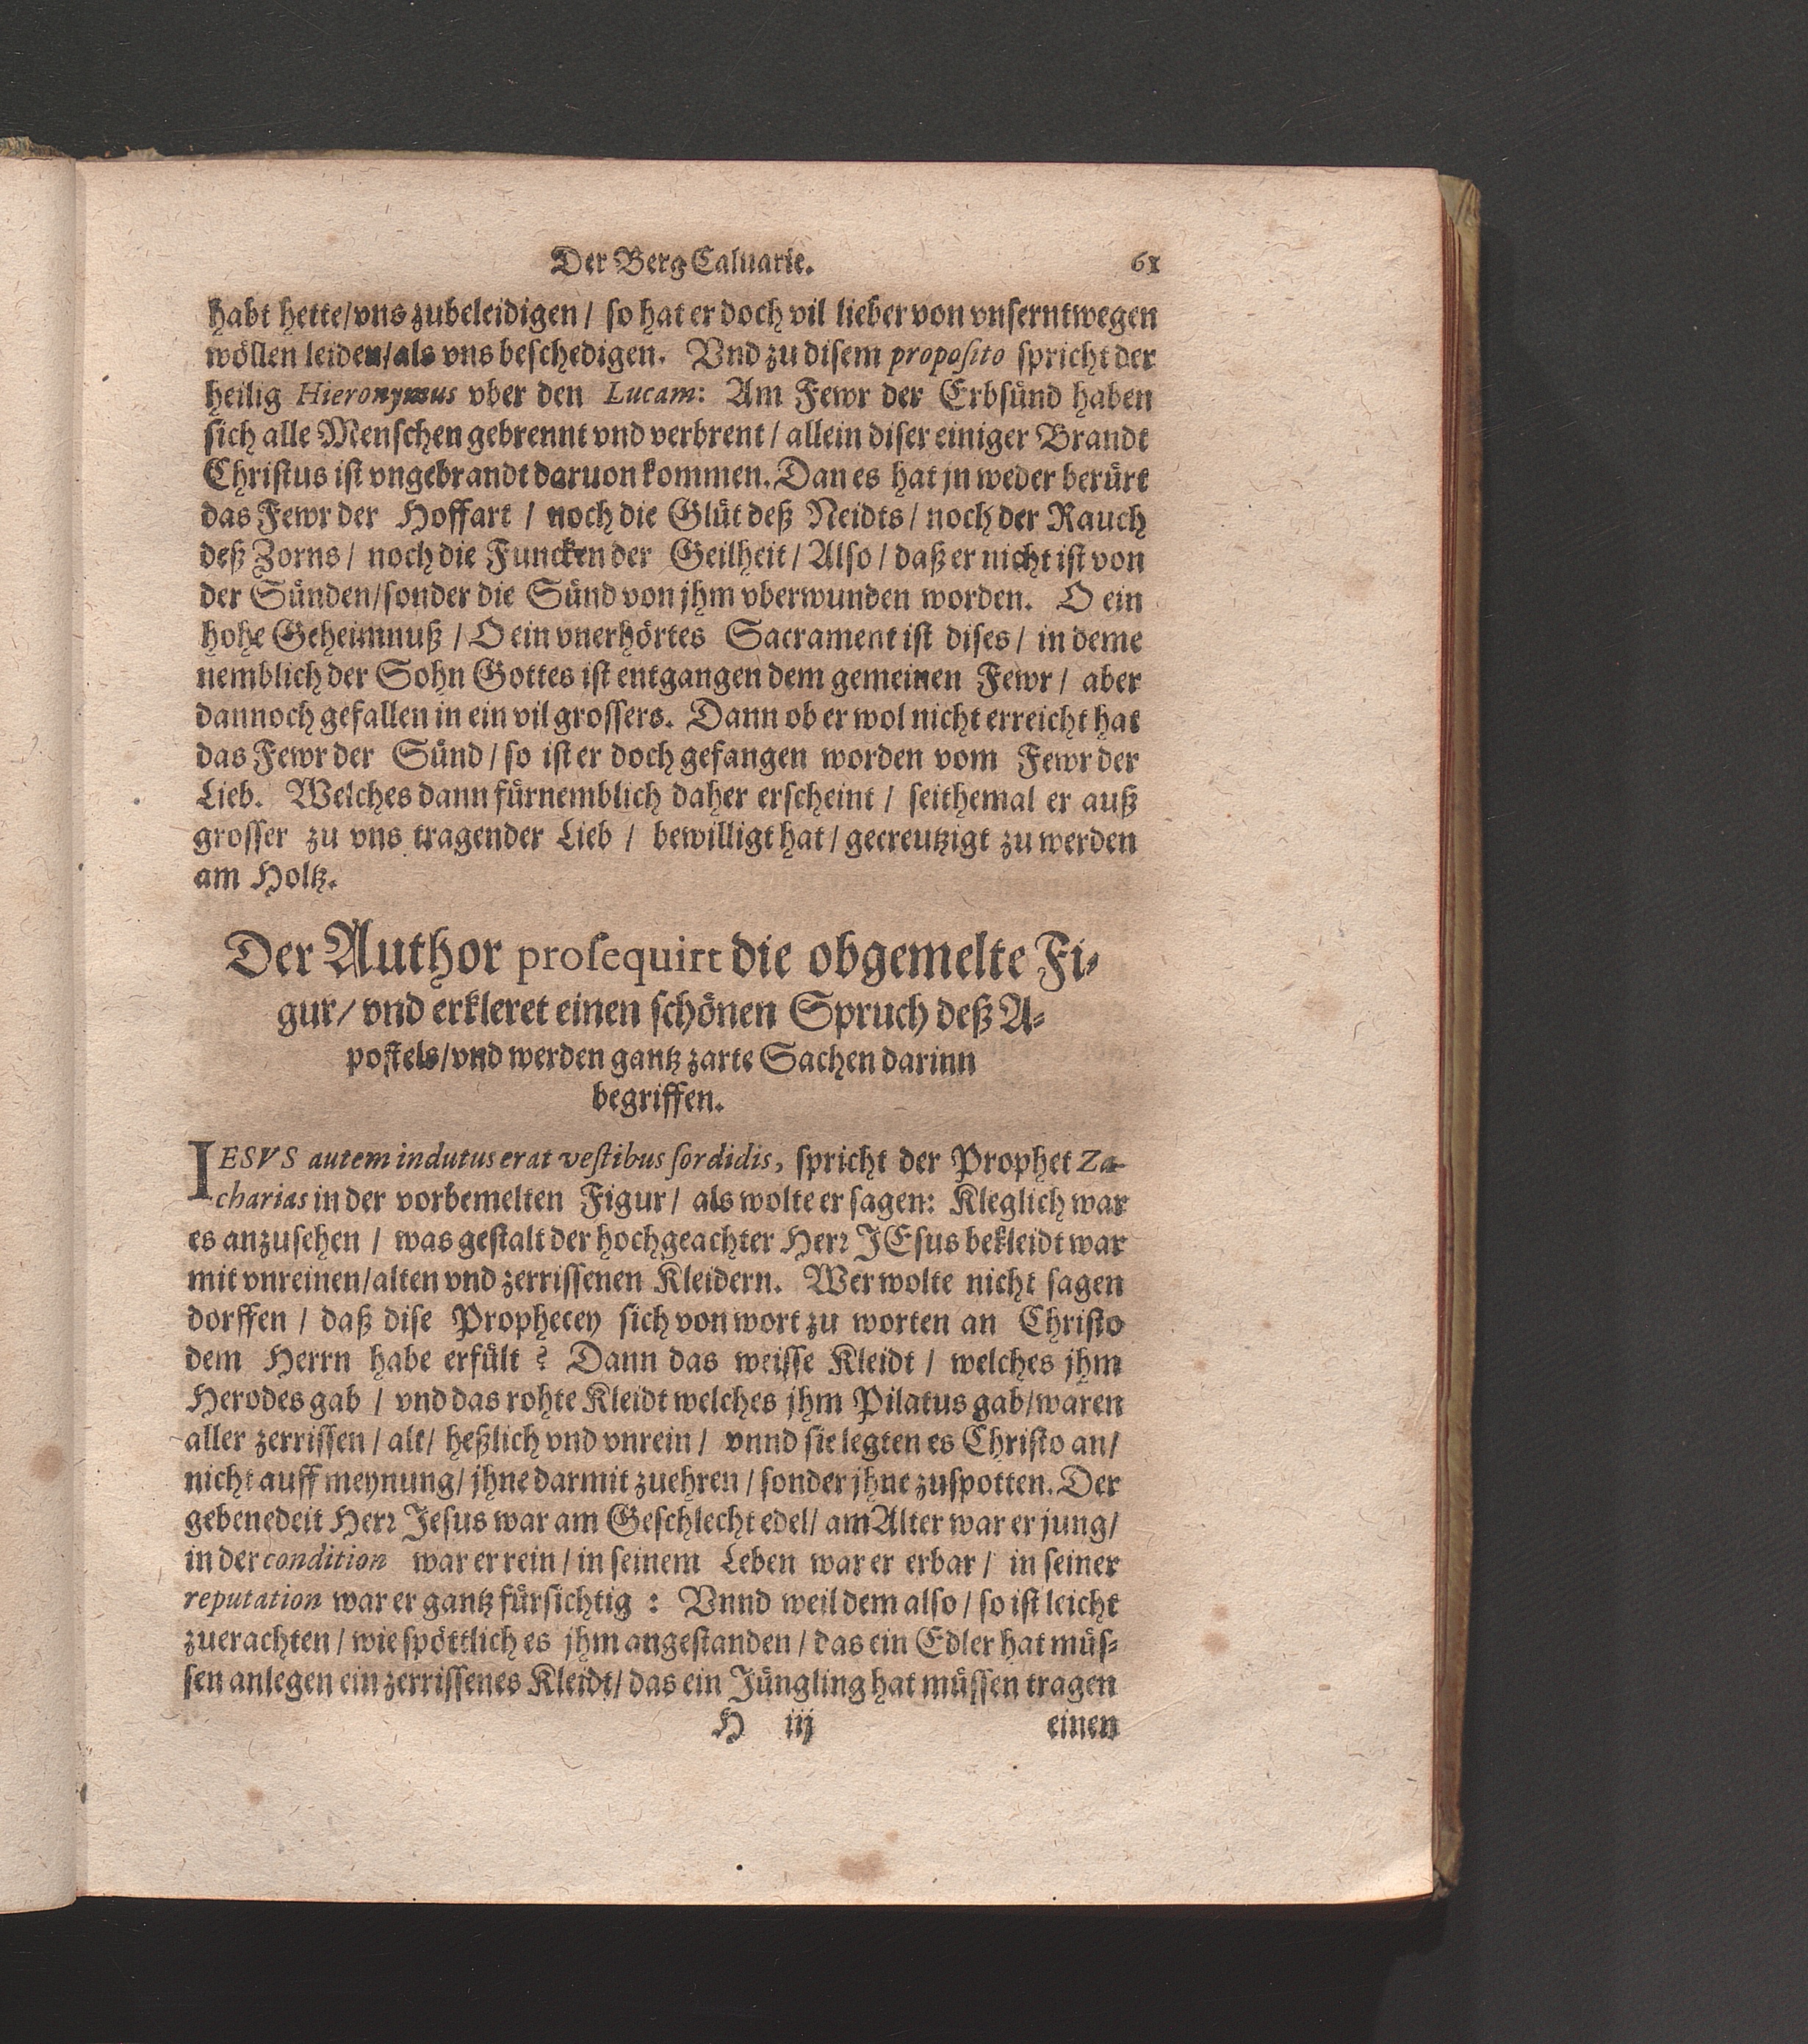 Der Berg Caluarie. 61
habt hette/vns zubeleidigen / so hat er doch vil lieber von vnserntwegen
wöllen leiden/als vns beschedigen. Vnd zu disem proposito spricht der
heilig Hieronymus vber den Lucam: Am Fewr der Erbsünd haben
sich alle Menschen gebrennt vnd verbrent / allein diser einiger Brandt
Christus ist vngebrandt daruon kommen. Dan es hat jn weder berürt
das Fewr der Hoffart / noch die Glüt deß Neidts / noch der Rauch
deß Zorns / noch die Funcken der Geilheit / Also / daß er nicht ist von
der Sünden/sonder die Sünd von jhm vberwunden worden. O ein
hohe Geheimnuß / O ein vnerhörtes Sacrament ist dises / in deme
nemblich der Sohn Gottes ist entgangen dem gemeinen Fewr / aber
dannoch gefallen in ein vil grossers. Dann ob er wol nicht erreicht hat
das Fewr der Sünd / so ist er doch gefangen worden vom Fewr der
Lieb. Welches dann fürnemblich daher erscheint / seithemal er auß
grosser zu vns tragender Lieb / bewilligt hat / gecreutzigt zu werden
am Holtz.
Der Author prosequirt die obgemelte Fi-
gur/ vnd erkleret einen schönen Spruch deß A-
postels/vnd werden gantz zarte Sachen darinn
begriffen.
IESVS autem indutus erat vestibus sordidis, spricht der Prophet Za-
charias in der vorbemelten Figur / als wolte er sagen: Kleglich war
es anzusehen / was gestalt der hochgeachter Herr JEsus bekleidt war
mit vnreinen/alten vnd zerrissenen Kleidern. Wer wolte nicht sagen
dorffen / daß dise Prophecey sich von wort zu worten an Christo
dem Herrn habe erfült? Dann das weisse Kleidt / welches jhm
Herodes gab / vnd das rohte Kleidt welches jhm Pilatus gab/waren
aller zerrissen / alt/ heßlich vnd vnrein / vnnd sie legten es Christo an/
nicht auff meynung/ jhne darmit zuehren / sonder jhne zuspotten. Der
gebenedeit Herr Jesus war am Geschlecht edel/ am Alter war er jung/
in der condition war er rein / in seinem Leben war er erbar / in seiner
reputation war er gantz fürsichtig: Vnnd weil dem also / so ist leicht
zuerachten / wie spöttlich es jhm angestanden / das ein Edler hat müs-
sen anlegen ein zerrissenes Kleidt/ das ein Jüngling hat müssen tragen
H iij einen